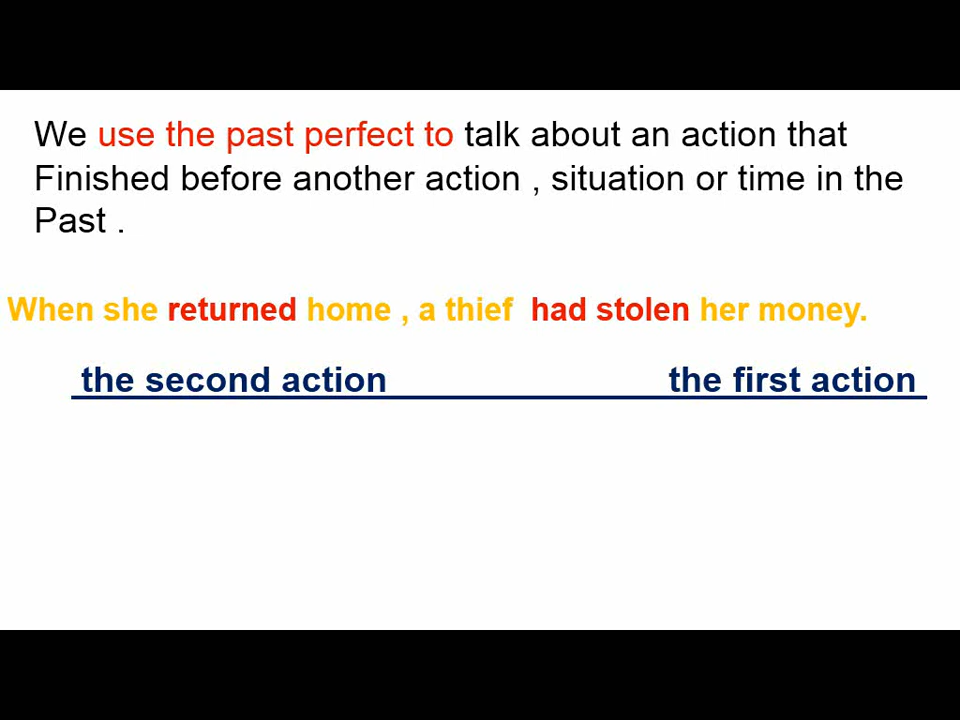 We use the past perfect to talk about an action that
Finished before another action , situation or time in the
Past .
When she returned home , a thief had stolen her money.
the second action the first action